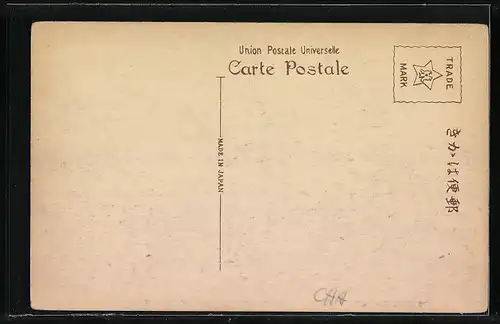 Union Postale Universelle
Carte Postale
TRADE
MARK
MADE IN JAPAN
きかは便郵
CHA